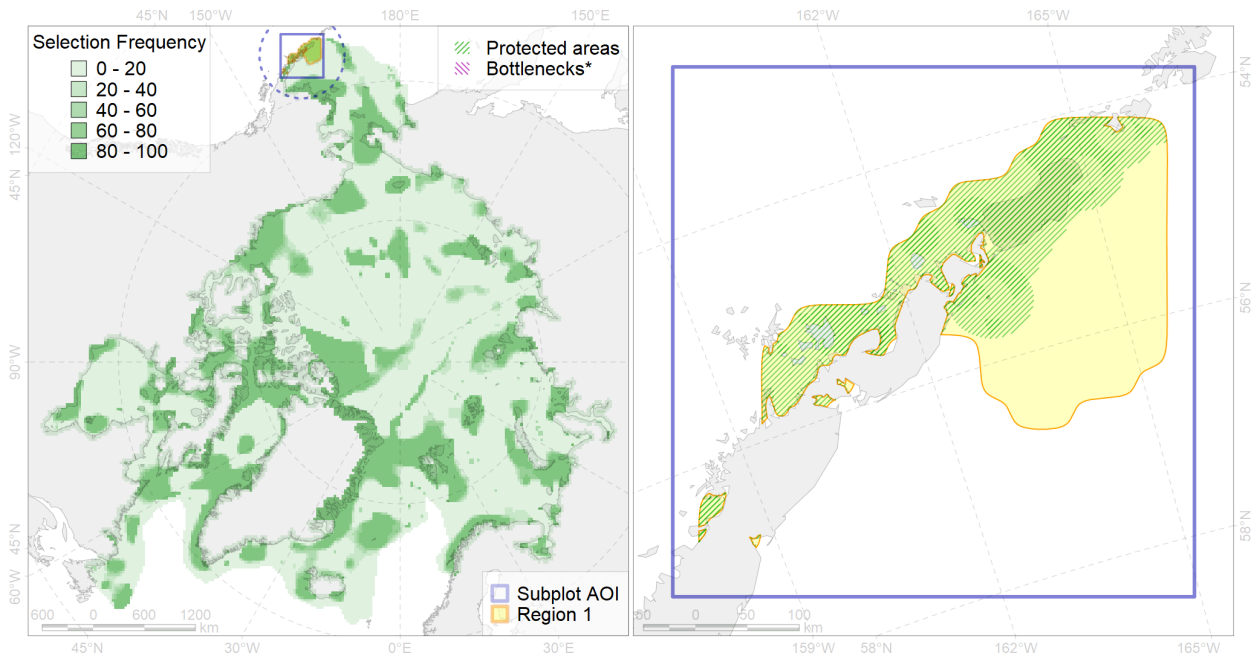 45°N 150°W 180°E 150°E 162°W 165°W
Selection Frequency
0 - 20
20 - 40
40 - 60
60 - 80
80 - 100
Protected areas
Bottlenecks*
120°W
45°N
90°W
45°N
60°W
54°N
56°N
58°N
Subplot AOI
Region 1
600 0 600 1200
km
50 0 50 100
km
45°N 30°W 0°E 30°E 159°W 58°N 162°W 165°W